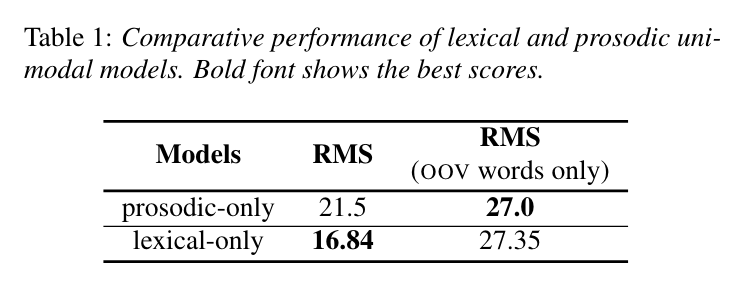 Table 1: Comparative performance of lexical and prosodic uni-
modal models. Bold font shows the best scores.
Models RMS RMS
(OOV words only)
prosodic-only 21.5 27.0
lexical-only 16.84 27.35